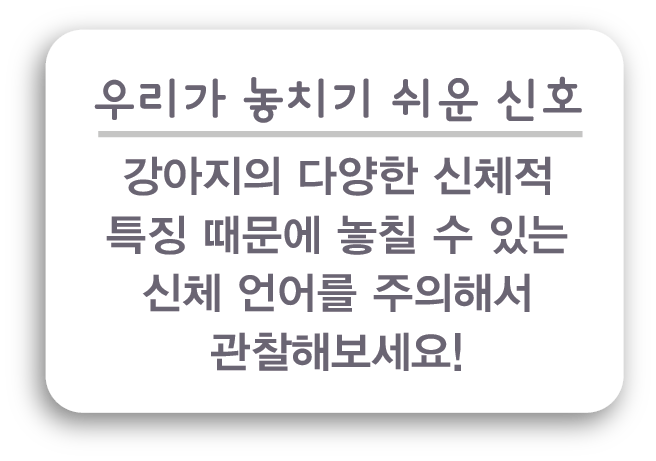 우리가 놓치기 쉬운 신호
강아지의 다양한 신체적
특징 때문에 놓칠 수 있는
신체 언어를 주의해서
관찰해보세요!